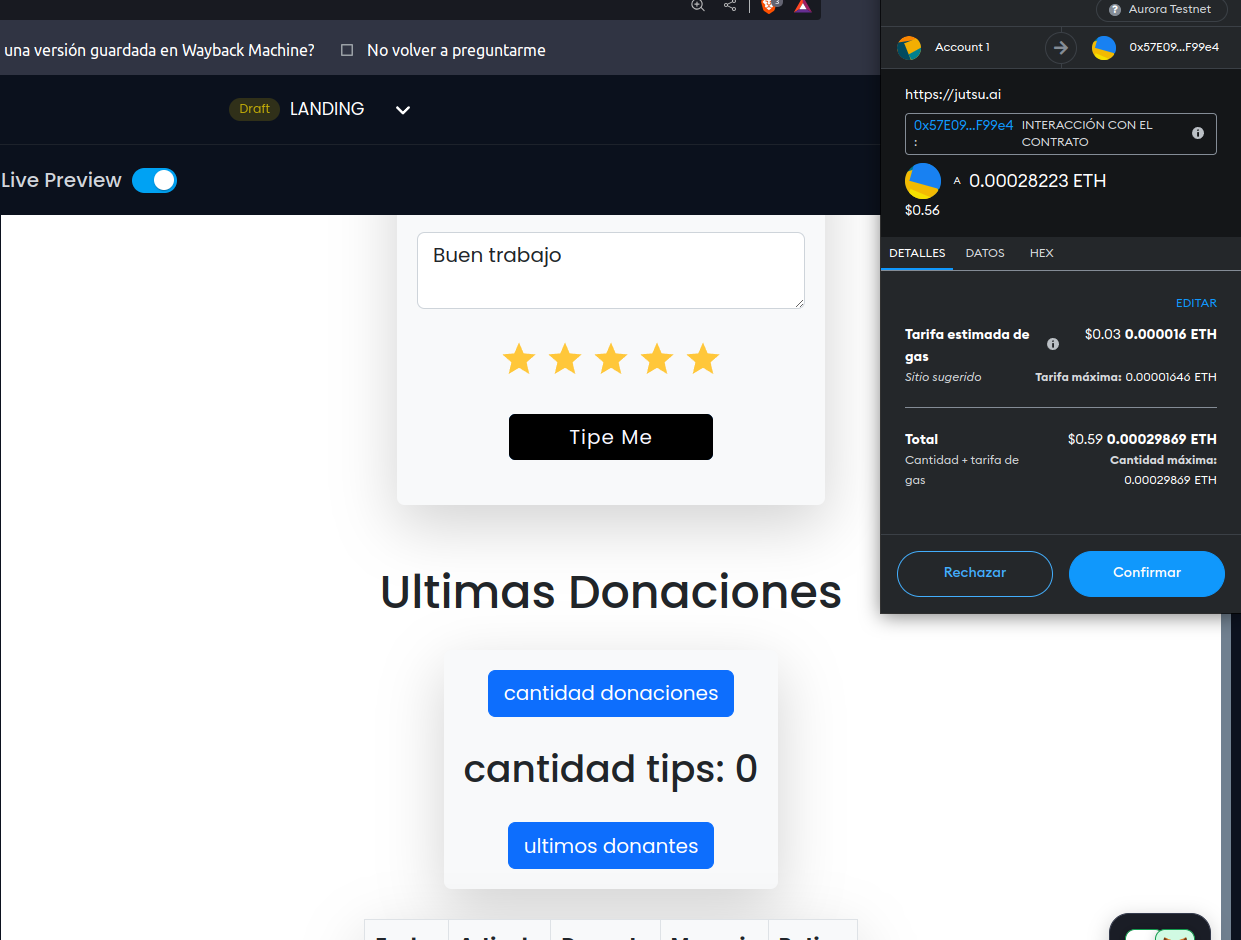 una versión guardada en Wayback Machine?
No volver a preguntarme
Draft
LANDING
Live Preview
Buen trabajo
Tipe Me
Ultimas Donaciones
cantidad donaciones
cantidad tips: 0
ultimos donantes
Aurora Testnet
Account 1
0x57E09...F99e4
https://jutsu.ai
0x57E09...F99e4 INTERACCIÓN CON EL
: CONTRATO
A 0.00028223 ETH
$0.56
DETALLES DATOS HEX
EDITAR
Tarifa estimada de $0.03 0.000016 ETH
gas
Sitio sugerido Tarifa máxima: 0.00001646 ETH
Total $0.59 0.00029869 ETH
Cantidad + tarifa de Cantidad máxima:
gas 0.00029869 ETH
Rechazar Confirmar